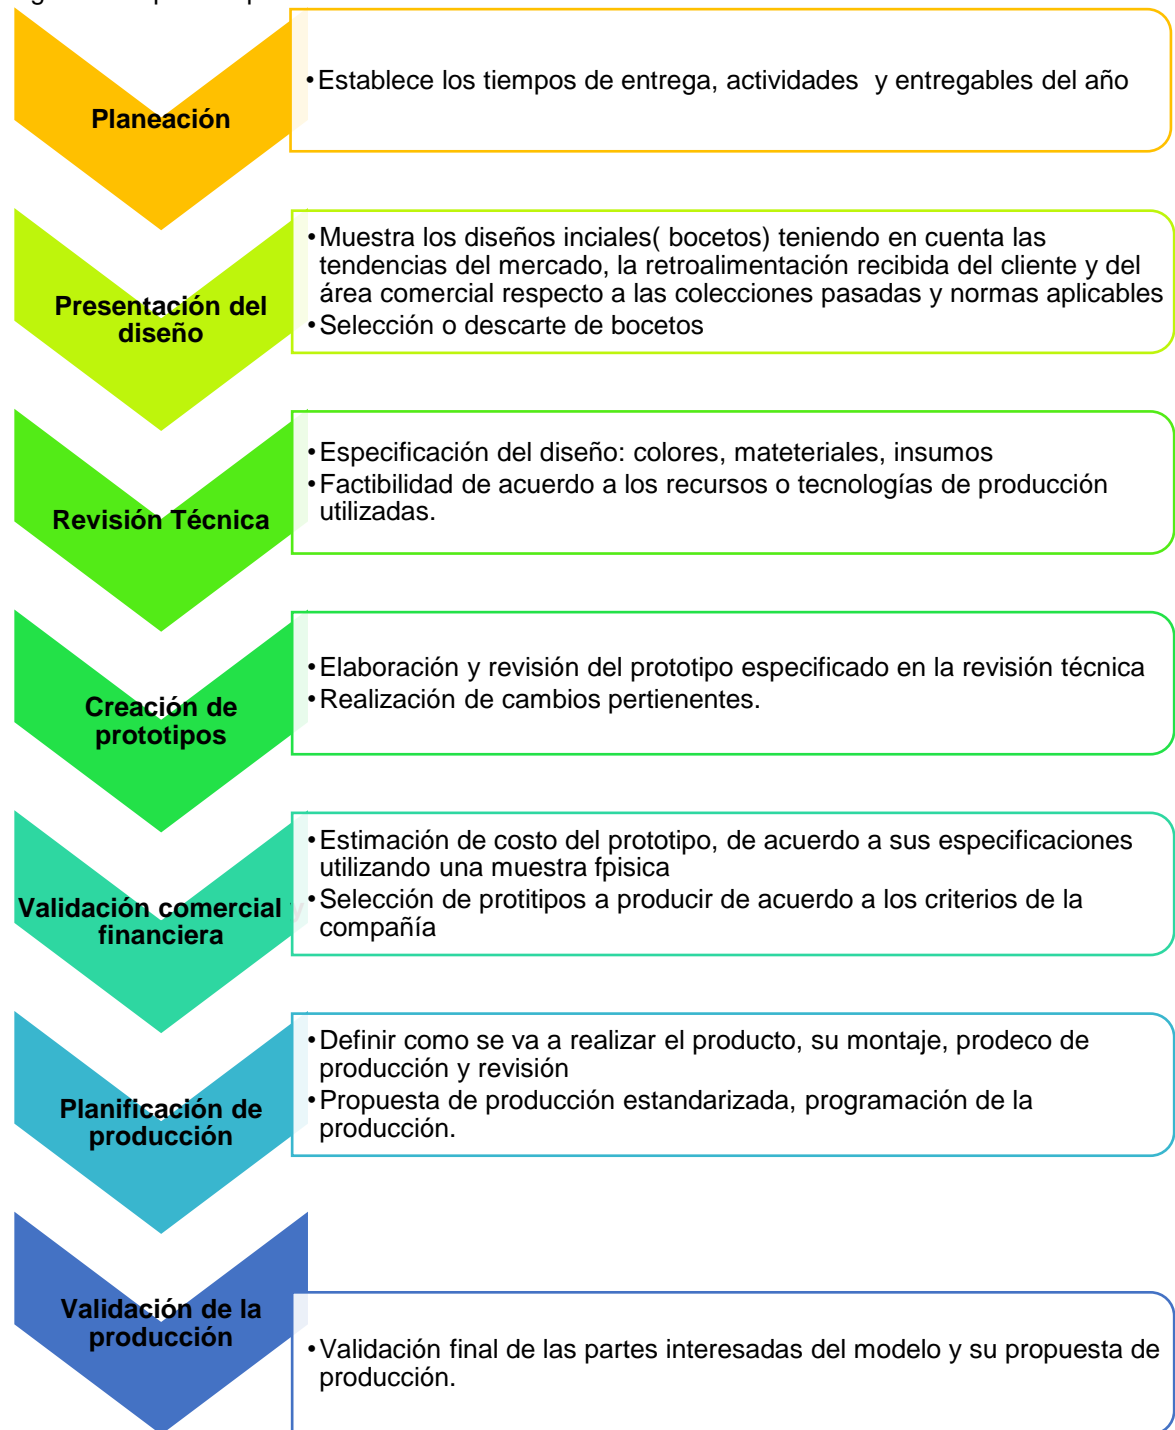 Planeación
•Establece los tiempos de entrega, actividades y entregables del año
Presentación del
diseño
•Muestra los diseños inciales( bocetos) teniendo en cuenta las
tendencias del mercado, la retroalimentación recibida del cliente y del
área comercial respecto a las colecciones pasadas y normas aplicables
•Selección o descarte de bocetos
Revisión Técnica
•Especificación del diseño: colores, mateteriales, insumos
•Factibilidad de acuerdo a los recursos o tecnologías de producción
utilizadas.
Creación de
prototipos
•Elaboración y revisión del prototipo especificado en la revisión técnica
•Realización de cambios pertienentes.
Validación comercial y
financiera
•Estimación de costo del prototipo, de acuerdo a sus especificaciones
utilizando una muestra fpisica
•Selección de protitipos a producir de acuerdo a los criterios de la
compañía
Planificación de
producción
•Definir como se va a realizar el producto, su montaje, prodeco de
producción y revisión
•Propuesta de producción estandarizada, programación de la
producción.
Validación de la
producción
•Validación final de las partes interesadas del modelo y su propuesta de
producción.